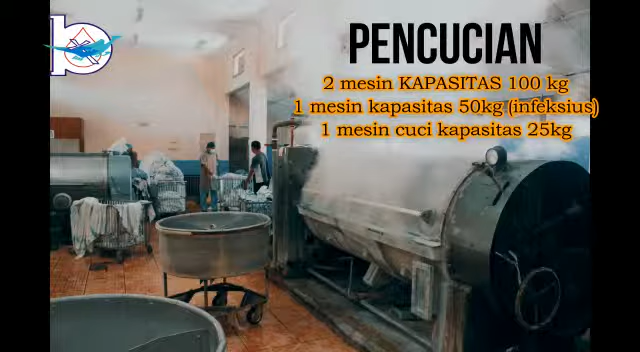 PENCUCIAN
2 mesin KAPASITAS 100 kg
1 mesin kapasitas 50kg (infeksius)
1 mesin cuci kapasitas 25kg